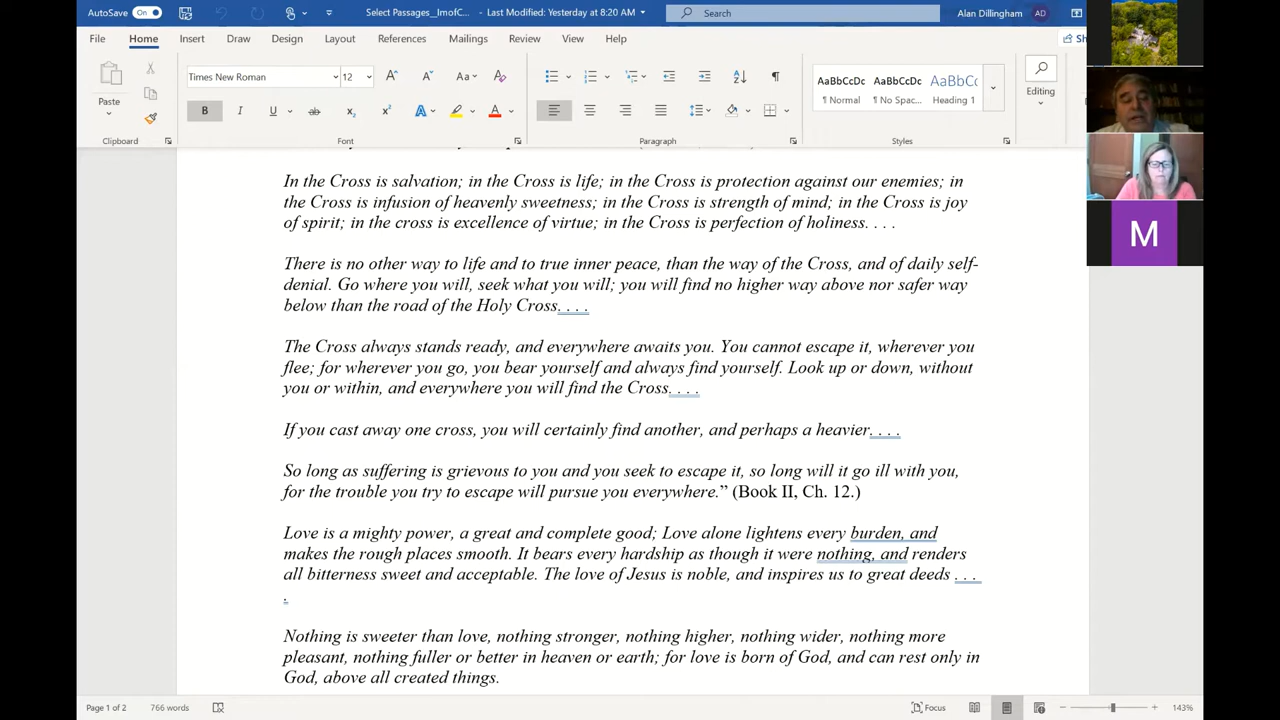 AutoSave On Select Passages_ImofC... - Last Modified: Yesterday at 8:20 AM Search Alan Dillingham AD
File Home Insert Draw Design Layout References Mailings Review View Help Sh
Times New Roman 12 Aa AaBbCcDc AaBbCcDc AaBbCc
Paste B I U ab x₂ x² A A ¶ Normal ¶ No Spac... Heading 1 Editing
Clipboard Font Paragraph Styles
In the Cross is salvation; in the Cross is life; in the Cross is protection against our enemies; in
the Cross is infusion of heavenly sweetness; in the Cross is strength of mind; in the Cross is joy
of spirit; in the cross is excellence of virtue; in the Cross is perfection of holiness. . . .
There is no other way to life and to true inner peace, than the way of the Cross, and of daily self-
denial. Go where you will, seek what you will; you will find no higher way above nor safer way
below than the road of the Holy Cross. . . .
The Cross always stands ready, and everywhere awaits you. You cannot escape it, wherever you
flee; for wherever you go, you bear yourself and always find yourself. Look up or down, without
you or within, and everywhere you will find the Cross. . . .
If you cast away one cross, you will certainly find another, and perhaps a heavier. . . .
So long as suffering is grievous to you and you seek to escape it, so long will it go ill with you,
for the trouble you try to escape will pursue you everywhere.” (Book II, Ch. 12.)
Love is a mighty power, a great and complete good; Love alone lightens every burden, and
makes the rough places smooth. It bears every hardship as though it were nothing, and renders
all bitterness sweet and acceptable. The love of Jesus is noble, and inspires us to great deeds . . .
.
Nothing is sweeter than love, nothing stronger, nothing higher, nothing wider, nothing more
pleasant, nothing fuller or better in heaven or earth; for love is born of God, and can rest only in
God, above all created things.
M
Page 1 of 2 766 words Focus 143%